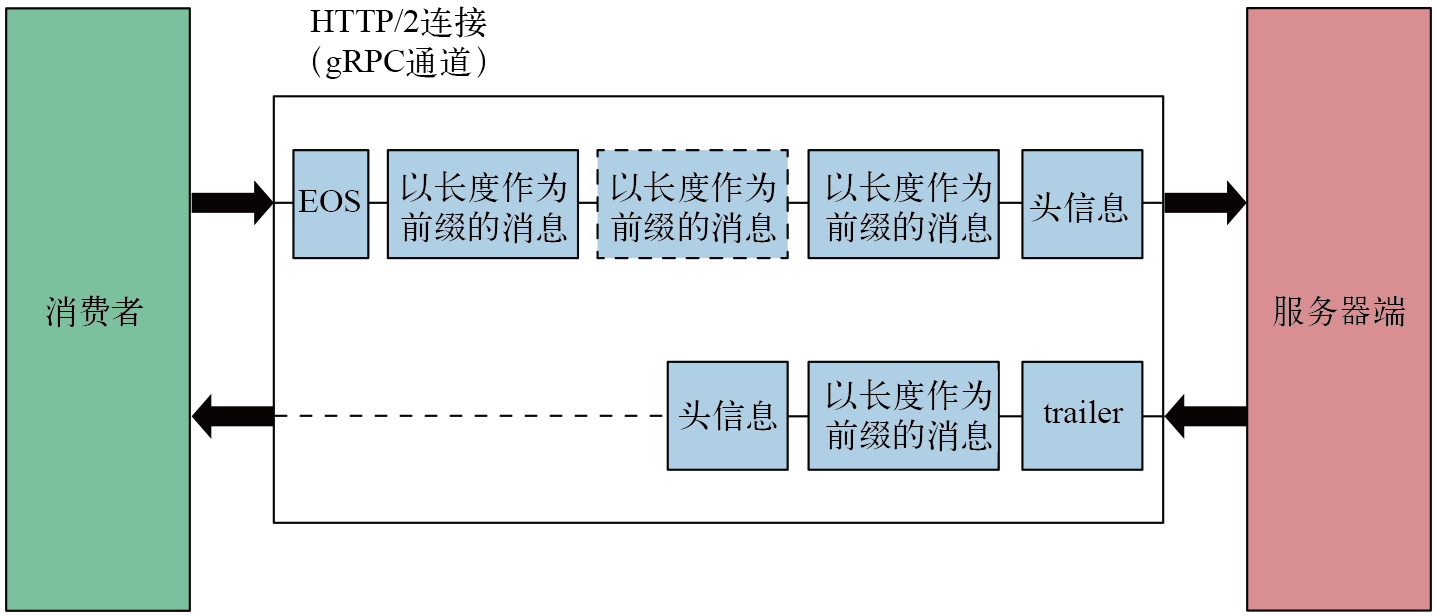 HTTP/2连接
（gRPC通道）
消费者
EOS
以长度作为
前缀的消息
以长度作为
前缀的消息
以长度作为
前缀的消息
头信息
头信息
以长度作为
前缀的消息
trailer
服务器端